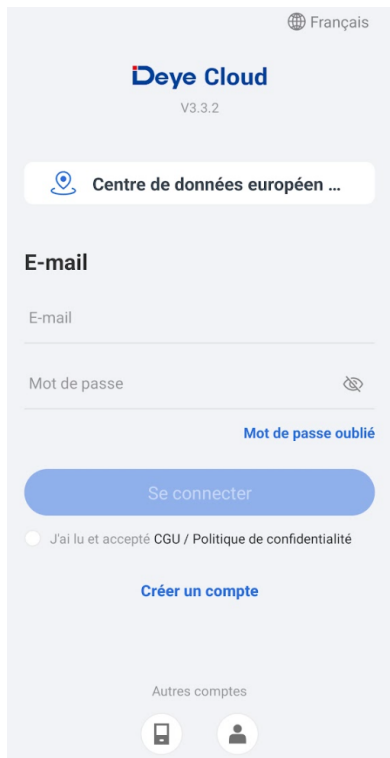 Français
Deye Cloud
V3.3.2
Centre de données européen ...
E-mail
E-mail
Mot de passe
Mot de passe oublié
Se connecter
J'ai lu et accepté CGU / Politique de confidentialité
Créer un compte
Autres comptes